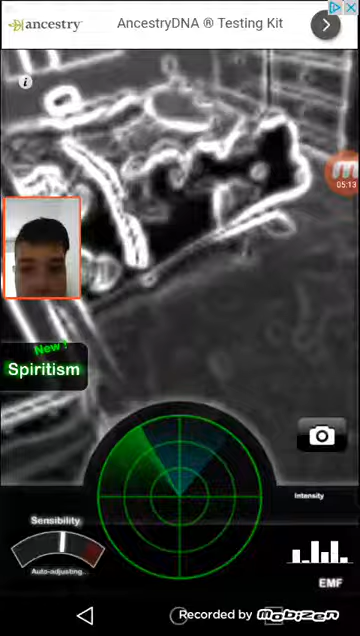 ancestry
AncestryDNA ® Testing Kit
i
05:13
New !
Spiritism
Intensity
Sensibility
Auto-adjusting...
EMF
Recorded by Mobizen